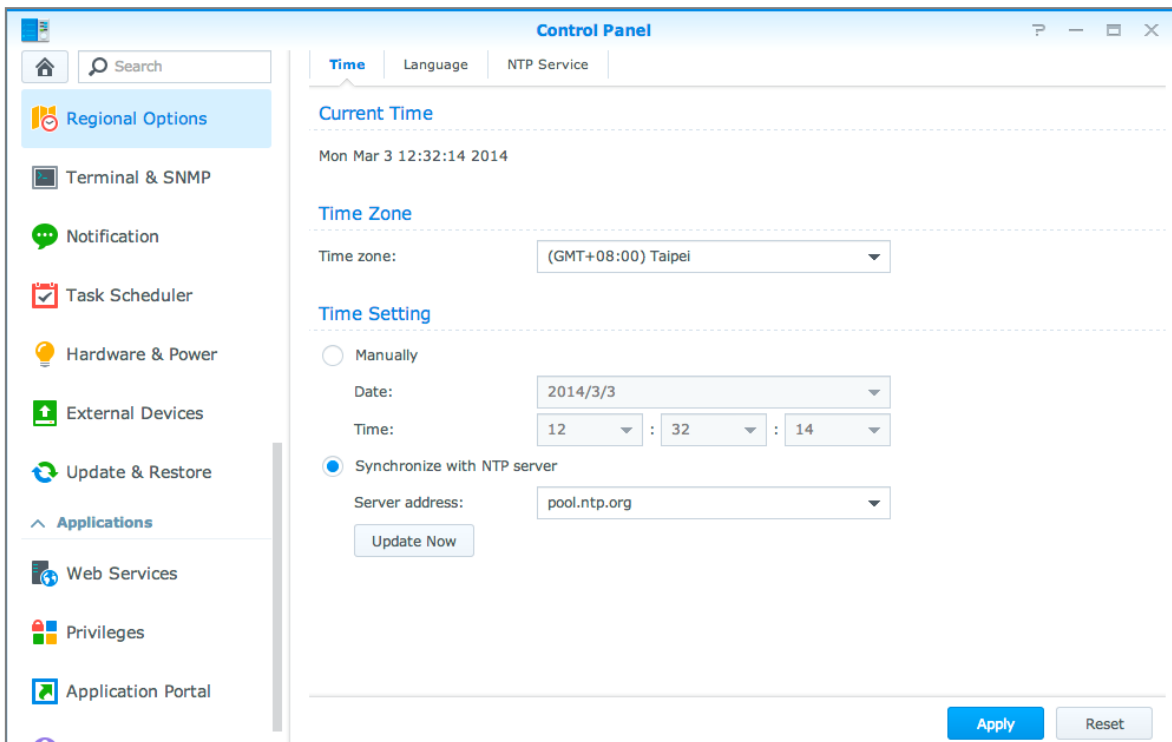 Control Panel
Search
Time Language NTP Service
Regional Options
Current Time
Mon Mar 3 12:32:14 2014
Terminal & SNMP
Time Zone
Notification
Time zone: (GMT+08:00) Taipei
Task Scheduler
Time Setting
Hardware & Power
Manually
Date: 2014/3/3
External Devices
Time: 12 : 32 : 14
Update & Restore
Synchronize with NTP server
Server address: pool.ntp.org
Applications
Update Now
Web Services
Privileges
Application Portal
Apply Reset